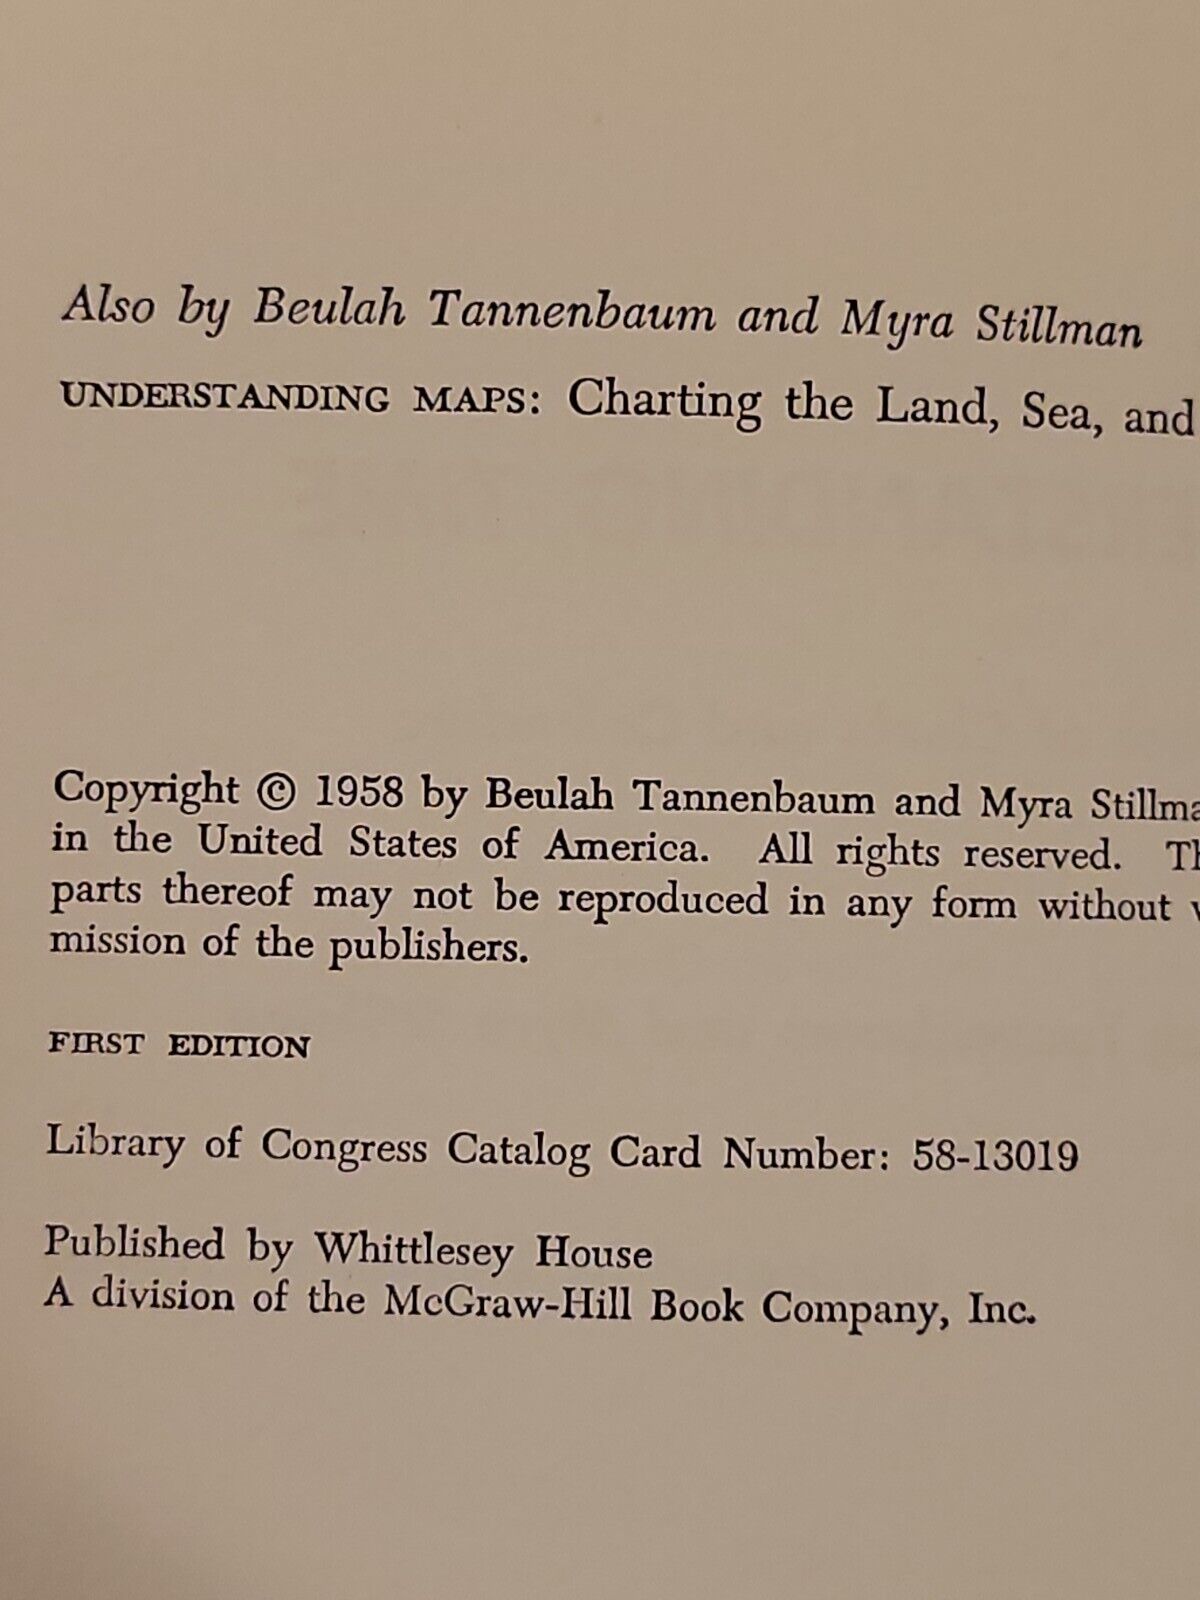 Also by Beulah Tannenbaum and Myra Stillman
UNDERSTANDING MAPS: Charting the Land, Sea, and
Copyright © 1958 by Beulah Tannenbaum and Myra Stillma
in the United States of America. All rights reserved. Th
parts thereof may not be reproduced in any form without
mission of the publishers.
FIRST EDITION
Library of Congress Catalog Card Number: 58-13019
Published by Whittlesey House
A division of the McGraw-Hill Book Company, Inc.